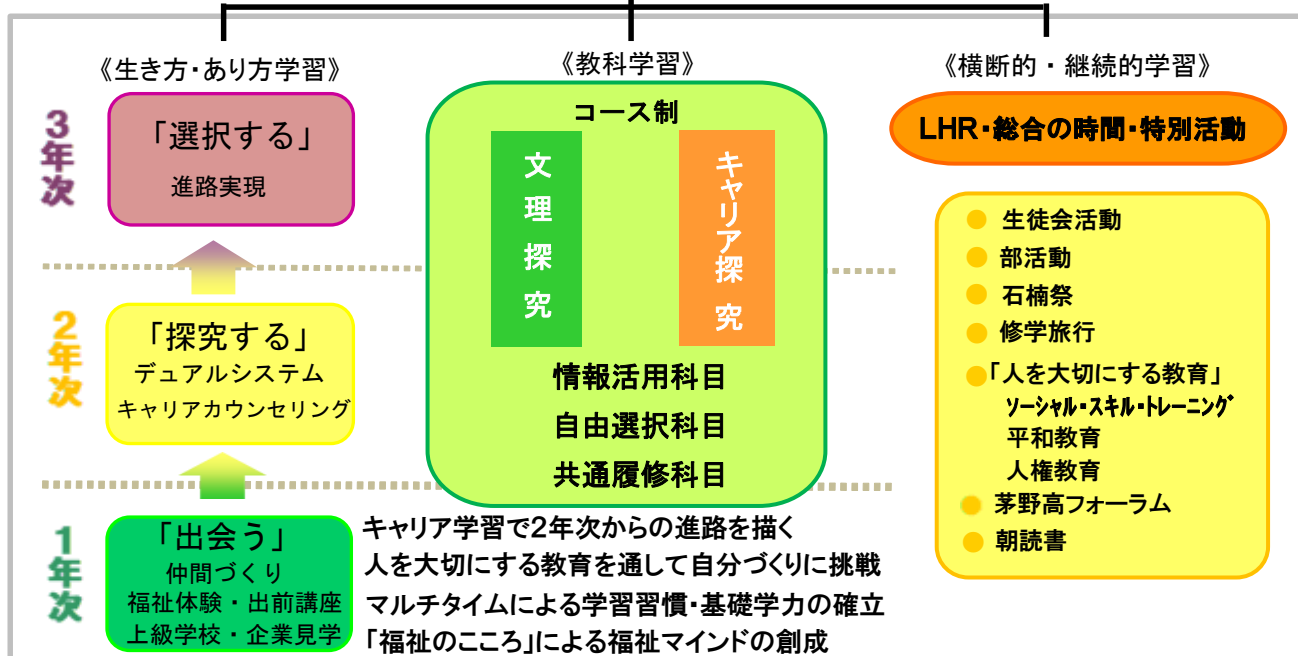 《生き方・あり方学習》
3年次
「選択する」
進路実現
2年次
「探究する」
デュアルシステム
キャリアカウンセリング
1年次
「出会う」
仲間づくり
福祉体験・出前講座
上級学校・企業見学
《教科学習》
コース制
文理探究
キャリア探究
情報活用科目
自由選択科目
共通履修科目
キャリア学習で2年次からの進路を描く
人を大切にする教育を通して自分づくりに挑戦
マルチタイムによる学習習慣・基礎学力の確立
「福祉のこころ」による福祉マインドの創成
《横断的・継続的学習》
LHR・総合の時間・特別活動
● 生徒会活動
● 部活動
● 石楠祭
● 修学旅行
● 「人を大切にする教育」
ソーシャル・スキル・トレーニング
平和教育
人権教育
● 茅野高フォーラム
● 朝読書